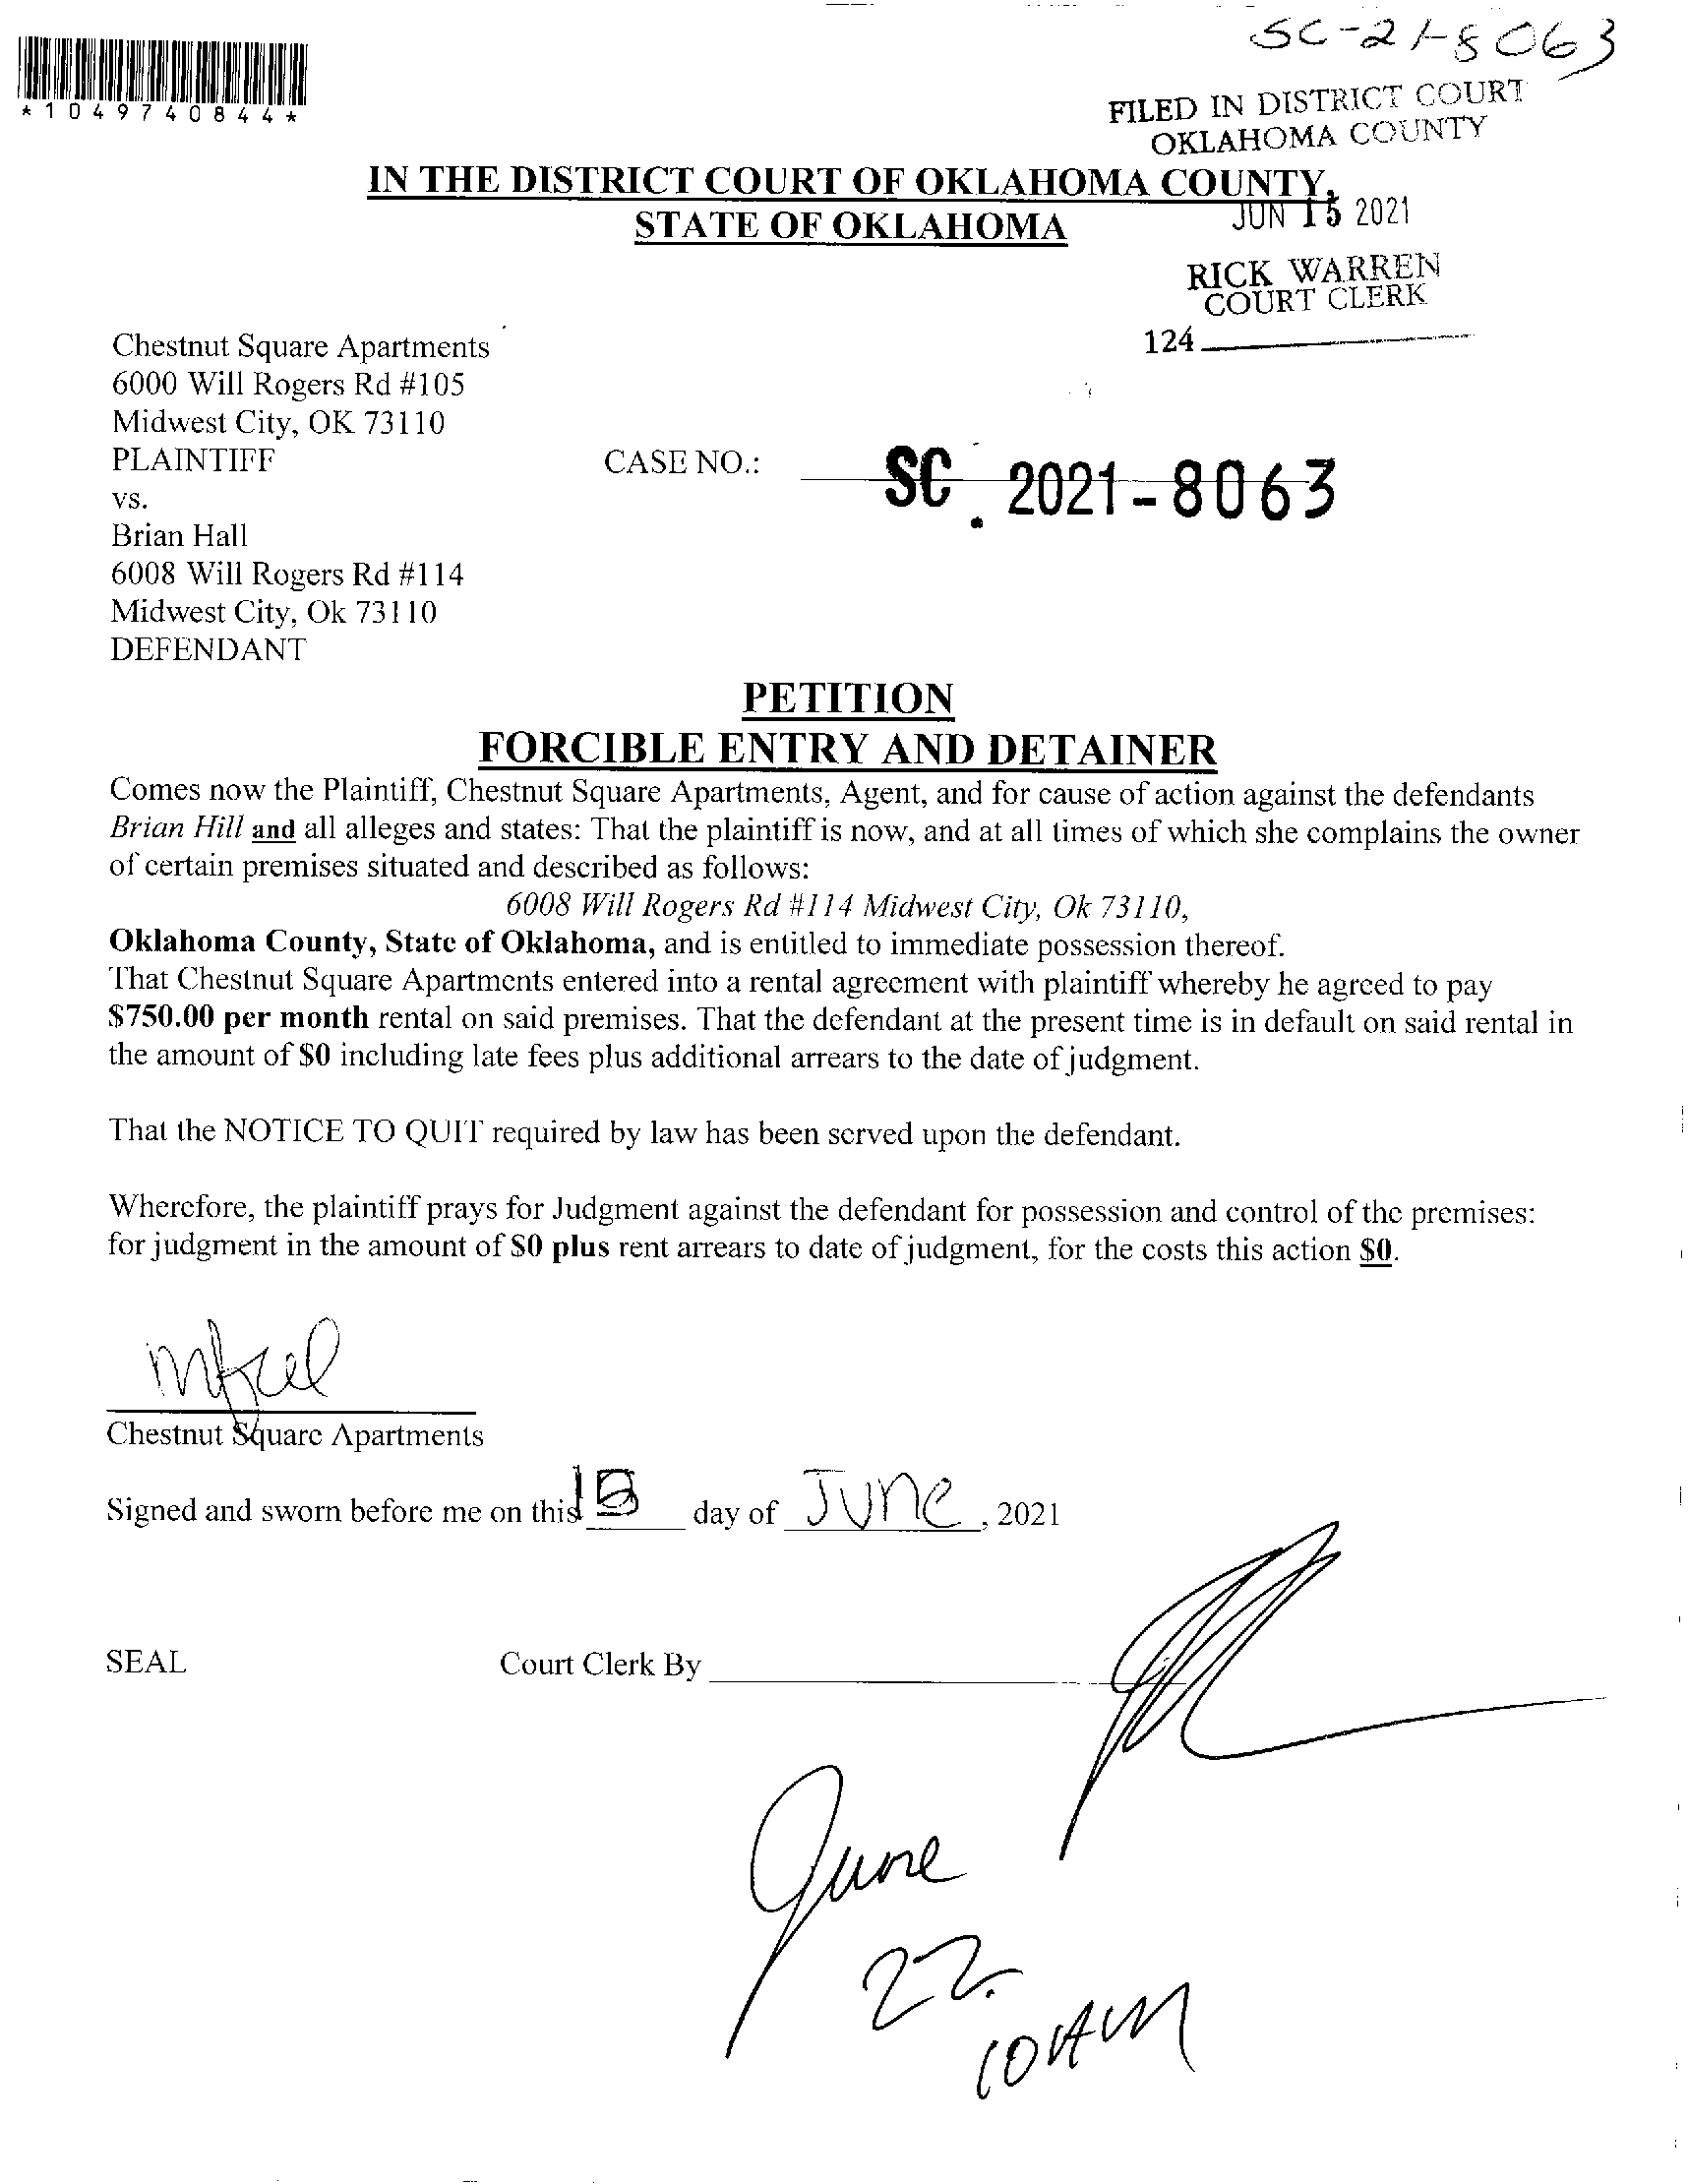 SC-21-8063
*1049740844*
FILED IN DISTRICT COURT
OKLAHOMA COUNTY
IN THE DISTRICT COURT OF OKLAHOMA COUNTY,
STATE OF OKLAHOMA
JUN 15 2021
RICK WARREN
COURT CLERK
124
Chestnut Square Apartments
6000 Will Rogers Rd #105
Midwest City, OK 73110
PLAINTIFF
CASE NO.: SC. 2021-8063
vs.
Brian Hall
6008 Will Rogers Rd #114
Midwest City, Ok 73110
DEFENDANT
PETITION
FORCIBLE ENTRY AND DETAINER
Comes now the Plaintiff, Chestnut Square Apartments, Agent, and for cause of action against the defendants
Brian Hill and all alleges and states: That the plaintiff is now, and at all times of which she complains the owner
of certain premises situated and described as follows:
6008 Will Rogers Rd #114 Midwest City, Ok 73110,
Oklahoma County, State of Oklahoma, and is entitled to immediate possession thereof.
That Chestnut Square Apartments entered into a rental agreement with plaintiff whereby he agreed to pay
$750.00 per month rental on said premises. That the defendant at the present time is in default on said rental in
the amount of $0 including late fees plus additional arrears to the date of judgment.
That the NOTICE TO QUIT required by law has been served upon the defendant.
Wherefore, the plaintiff prays for Judgment against the defendant for possession and control of the premises:
for judgment in the amount of $0 plus rent arrears to date of judgment, for the costs this action $0.
Chestnut Square Apartments
Signed and sworn before me on this day of June, 2021
SEAL
Court Clerk By
June
22
10 AM